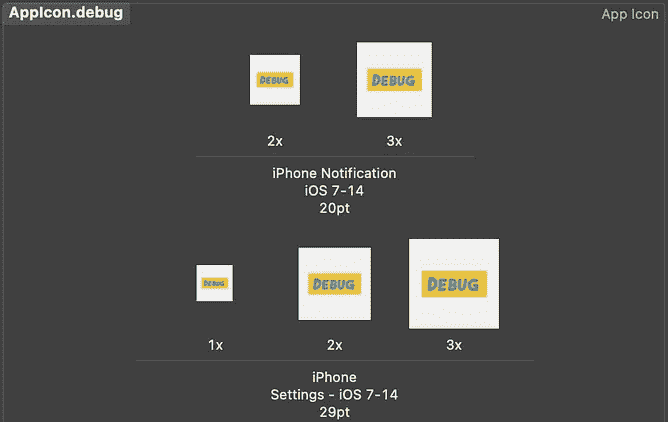 AppIcon.debug App Icon
DEBUG DEBUG
2x 3x
iPhone Notification
iOS 7-14
20pt
DEBUG DEBUG DEBUG
1x 2x 3x
iPhone
Settings - iOS 7-14
29pt